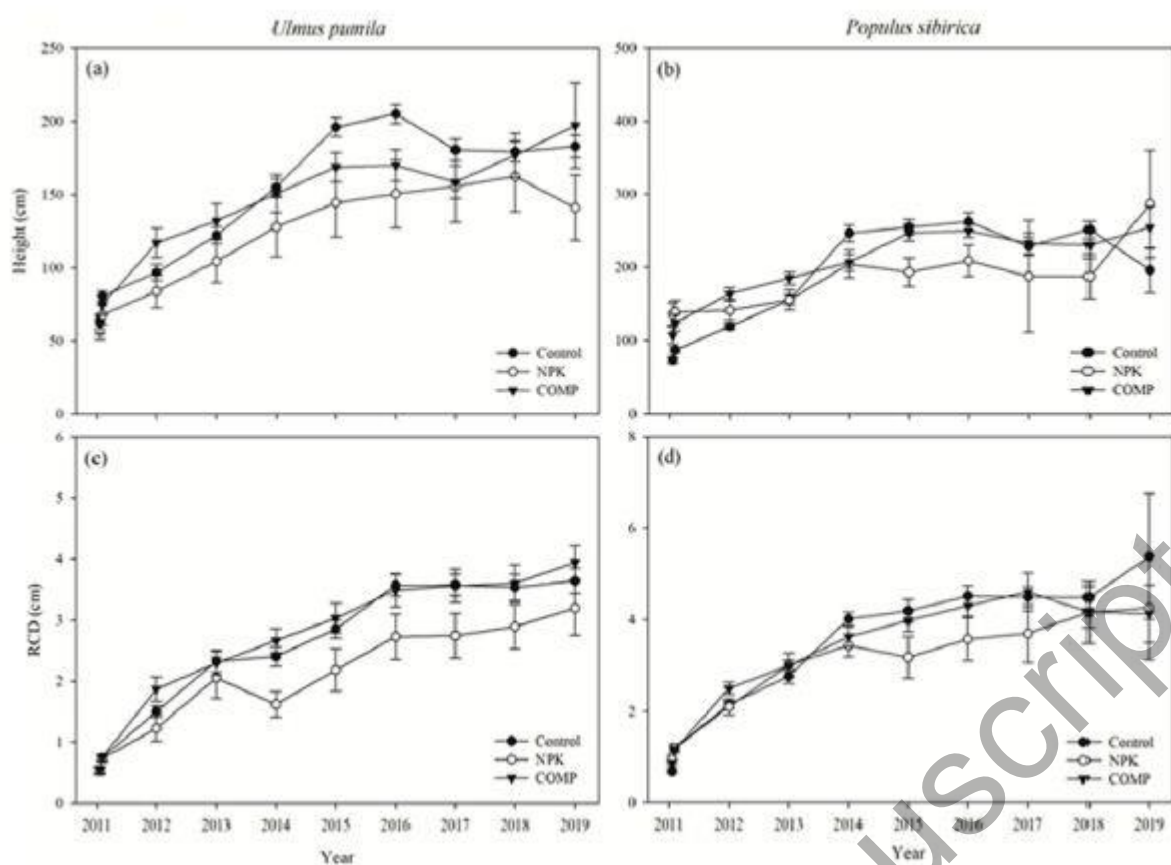 Ulmus pumila
Populus sibirica
250
200
150
100
50
0
Height (cm)
(a)
Control
NPK
COMP
500
400
300
200
100
0
(b)
Control
NPK
COMP
6
5
4
3
2
1
0
RCD (cm)
(c)
Control
NPK
COMP
2011 2012 2013 2014 2015 2016 2017 2018 2019
Year
8
6
4
2
0
(d)
Control
NPK
COMP
2011 2012 2013 2014 2015 2016 2017 2018 2019
Year
uscript